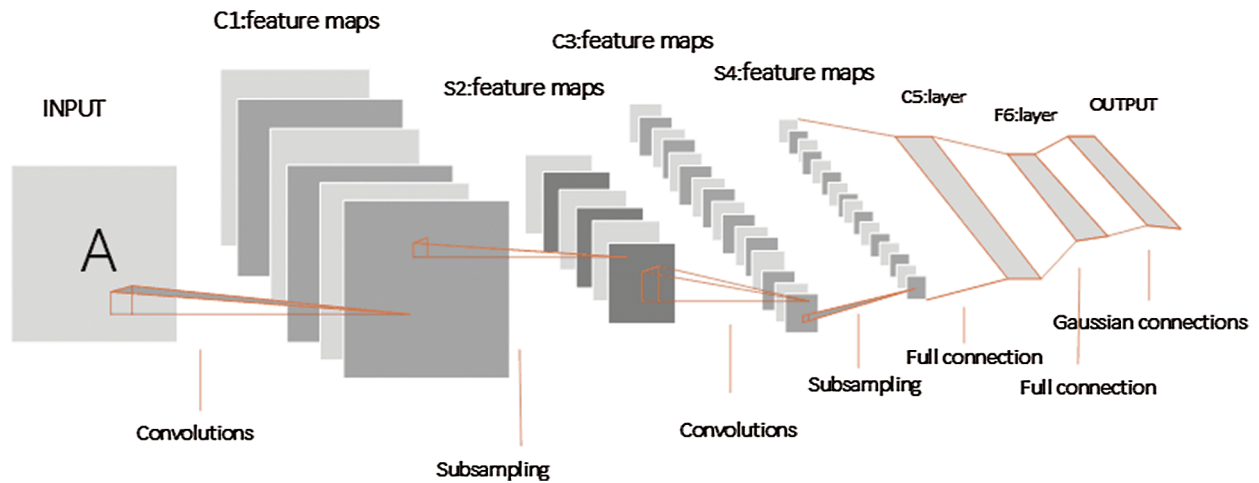 C1:feature maps
C3:feature maps
S4:feature maps
S2:feature maps
C5:layer
F6:layer
OUTPUT
INPUT
A
Gaussian connections
Full connection
Subsampling
Full connection
Convolutions
Convolutions
Subsampling